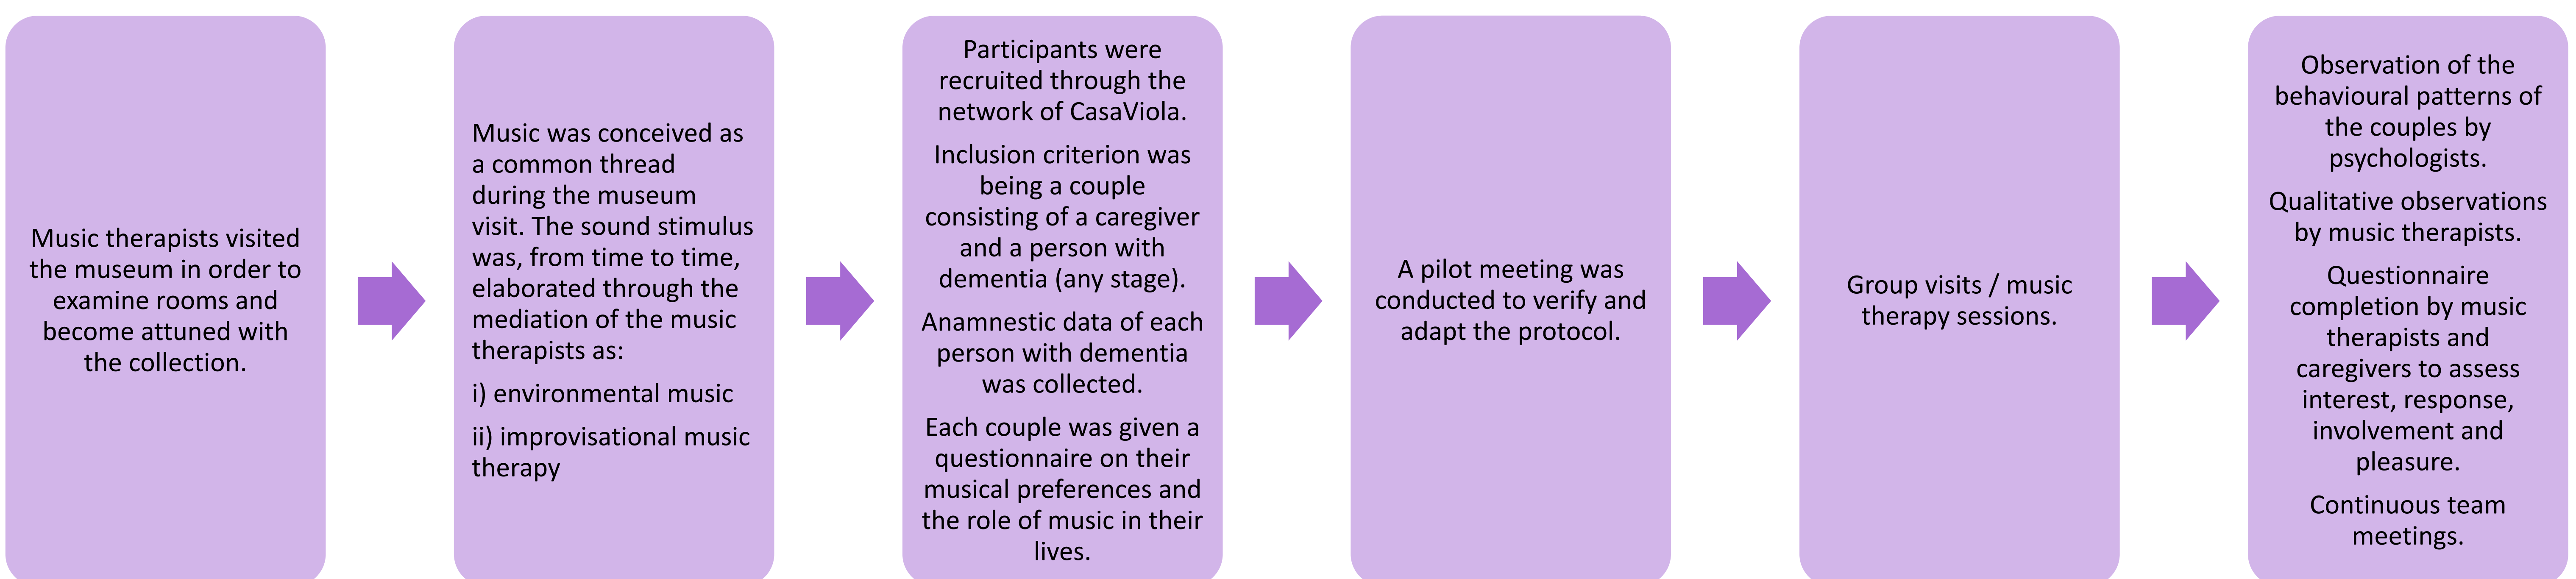 Music therapists visited
the museum in order to
examine rooms and
become attuned with
the collection.
Music was conceived as
a common thread
during the museum
visit. The sound stimulus
was, from time to time,
elaborated through the
mediation of the music
therapists as:
i) environmental music
ii) improvisational music
therapy
Participants were
recruited through the
network of CasaViola.
Inclusion criterion was
being a couple
consisting of a caregiver
and a person with
dementia (any stage).
Anamnestic data of each
person with dementia
was collected.
Each couple was given a
questionnaire on their
musical preferences and
the role of music in their
lives.
A pilot meeting was
conducted to verify and
adapt the protocol.
Group visits / music
therapy sessions.
Observation of the
behavioural patterns of
the couples by
psychologists.
Qualitative observations
by music therapists.
Questionnaire
completion by music
therapists and
caregivers to assess
interest, response,
involvement and
pleasure.
Continuous team
meetings.